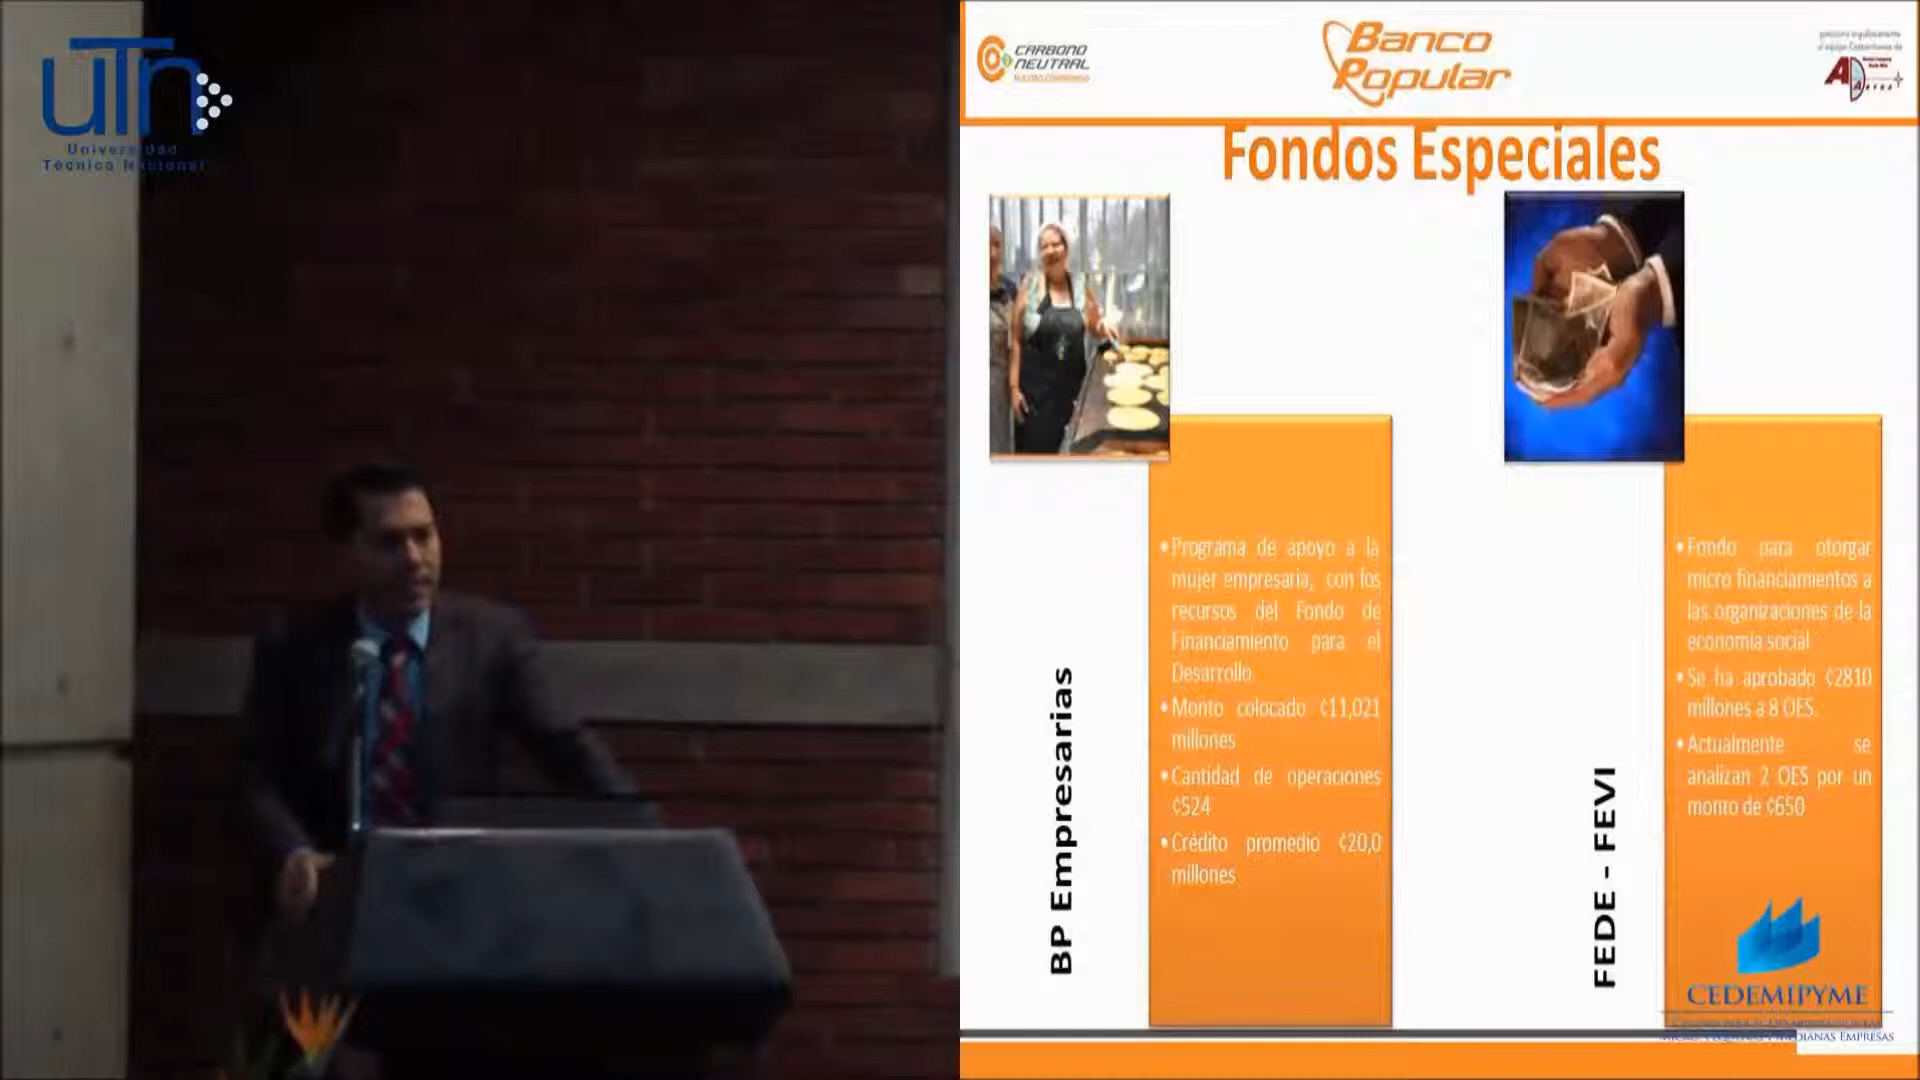 uTn
Universidad
Técnica Nacional
CARBONO
NEUTRAL
Banco
Popular
Fondos Especiales
BP Empresarias
•Programa de apoyo a la
mujer empresaria, con los
recursos del Fondo de
Financiamiento para el
Desarrollo
•Monto colocado ¢11,021
millones
•Cantidad de operaciones
¢524
•Crédito promedio ¢20,0
millones
FEDE - FEVI
•Fondo para otorgar
micro financiamientos a
las organizaciones de la
economía social
•Se ha aprobado ¢2810
millones a 8 OES.
•Actualmente se
analizan 2 OES por un
monto de ¢650
CEDEMIPYME